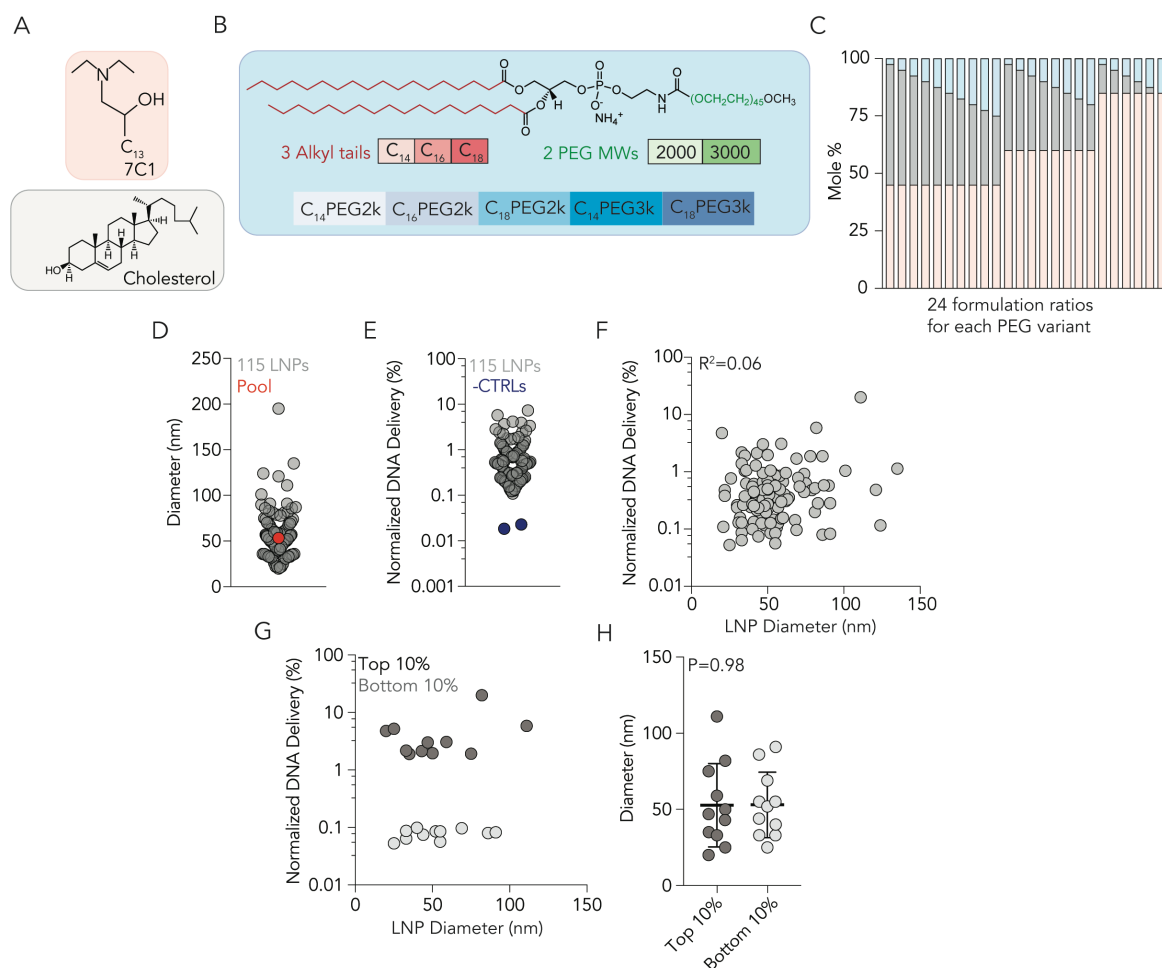 A
N
OH
C13
7C1
H
H
H
HO
H
Cholesterol
B
O
O
O
H
O
O
P
O
O-
NH4+
O
N
H
O
(OCH2CH2)45OCH3
3 Alkyl tails
C14 C16 C18
2 PEG MWs
2000 3000
C14PEG2k C16PEG2k C18PEG2k C14PEG3k C18PEG3k
C
Mole %
100
75
50
25
0
24 formulation ratios
for each PEG variant
D
Diameter (nm)
250
200
150
100
50
0
115 LNPs
Pool
E
Normalized DNA Delivery (%)
100
10
1
0.1
0.01
0.001
115 LNPs
-CTRLs
F
Normalized DNA Delivery (%)
100
10
1
0.1
0.01
R2=0.06
0 50 100 150
LNP Diameter (nm)
G
Normalized DNA Delivery (%)
100
10
1
0.1
0.01
Top 10%
Bottom 10%
0 50 100 150
LNP Diameter (nm)
H
Diameter (nm)
150
100
50
0
P=0.98
Top 10%
Bottom 10%